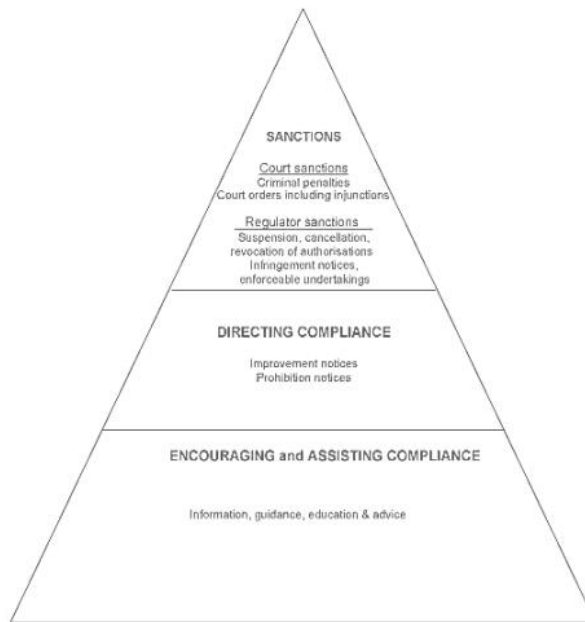 SANCTIONS
Court sanctions
Criminal penalties
Court orders including injunctions
Regulator sanctions
Suspension, cancellation,
revocation of authorisations
Infringement notices,
enforceable undertakings
DIRECTING COMPLIANCE
Improvement notices
Prohibition notices
ENCOURAGING and ASSISTING COMPLIANCE
Information, guidance, education & advice